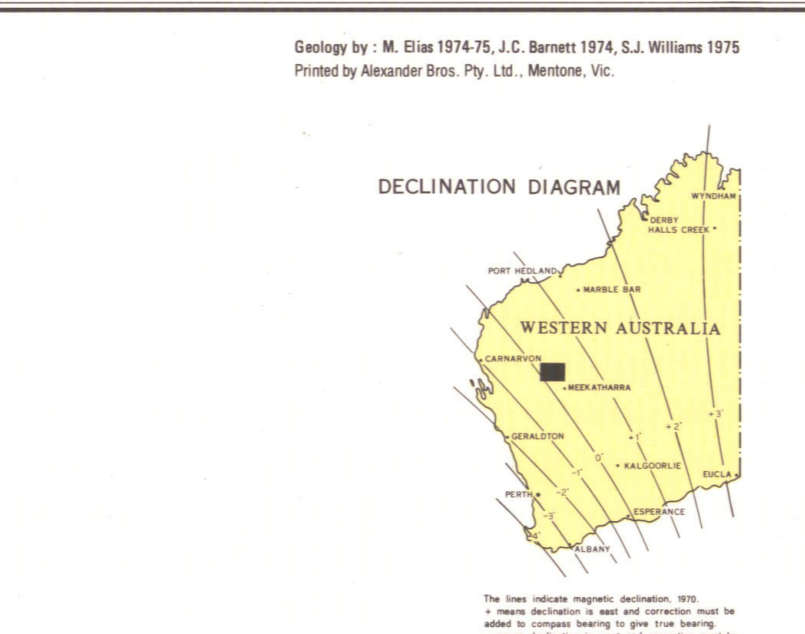 Geology by : M. Elias 1974-75, J.C. Barnett 1974, S.J. Williams 1975
Printed by Alexander Bros. Pty. Ltd., Mentone, Vic.
DECLINATION DIAGRAM
WYNDHAM
DERBY
HALLS CREEK
PORT HEDLAND
MARBLE BAR
WESTERN AUSTRALIA
CARNARVON
MEEKATHARRA
+3°
+2°
+1°
GERALDTON
0°
KALGOORLIE
-1°
EUCLA
-2°
PERTH
ESPERANCE
-3°
-4°
ALBANY
The lines indicate magnetic declination, 1970.
+ means declination is east and correction must be
added to compass bearing to give true bearing.